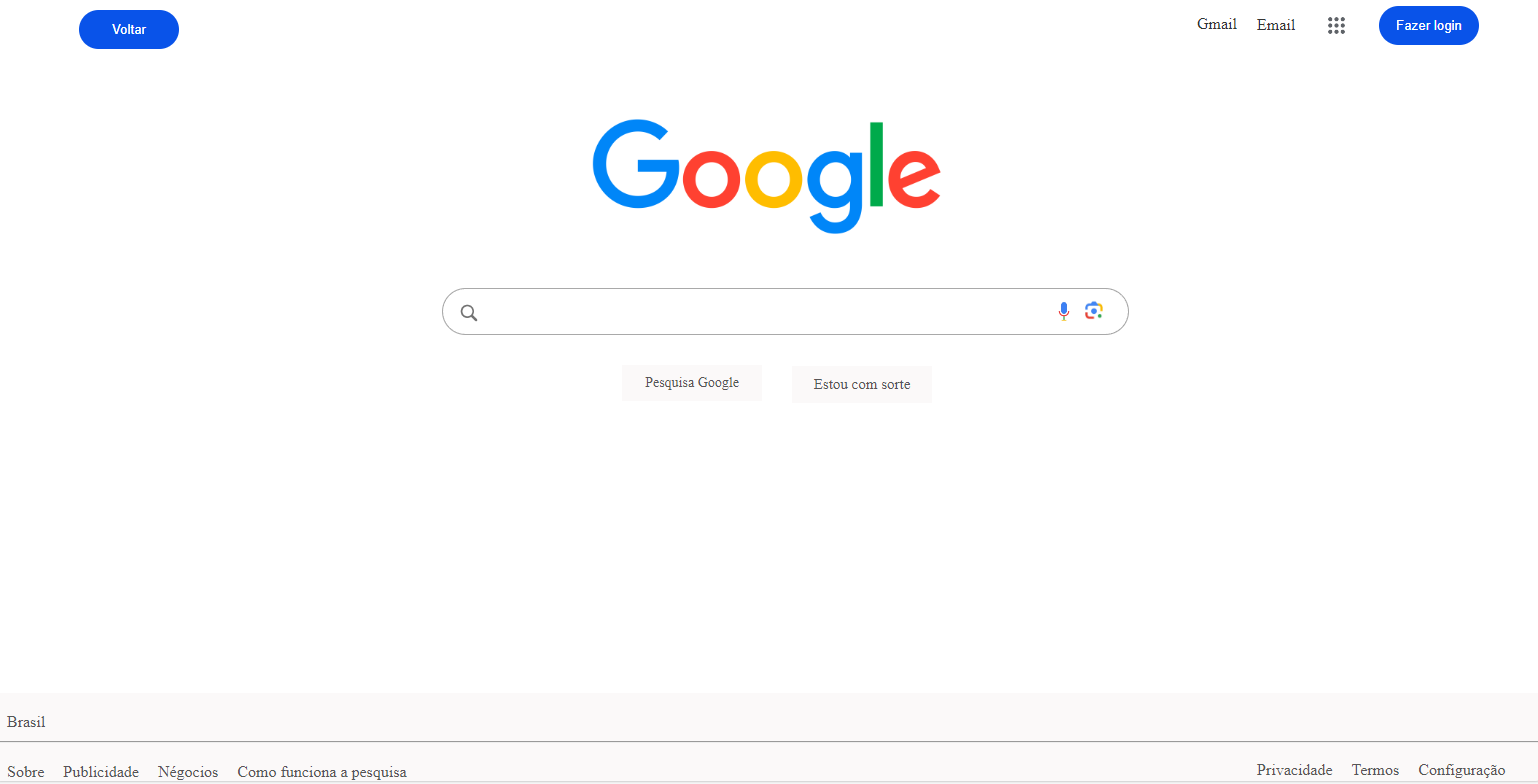 Voltar
Gmail Email
Fazer login
Google
Pesquisa Google
Estou com sorte
Brasil
Sobre Publicidade Négocios Como funciona a pesquisa
Privacidade Termos Configuração